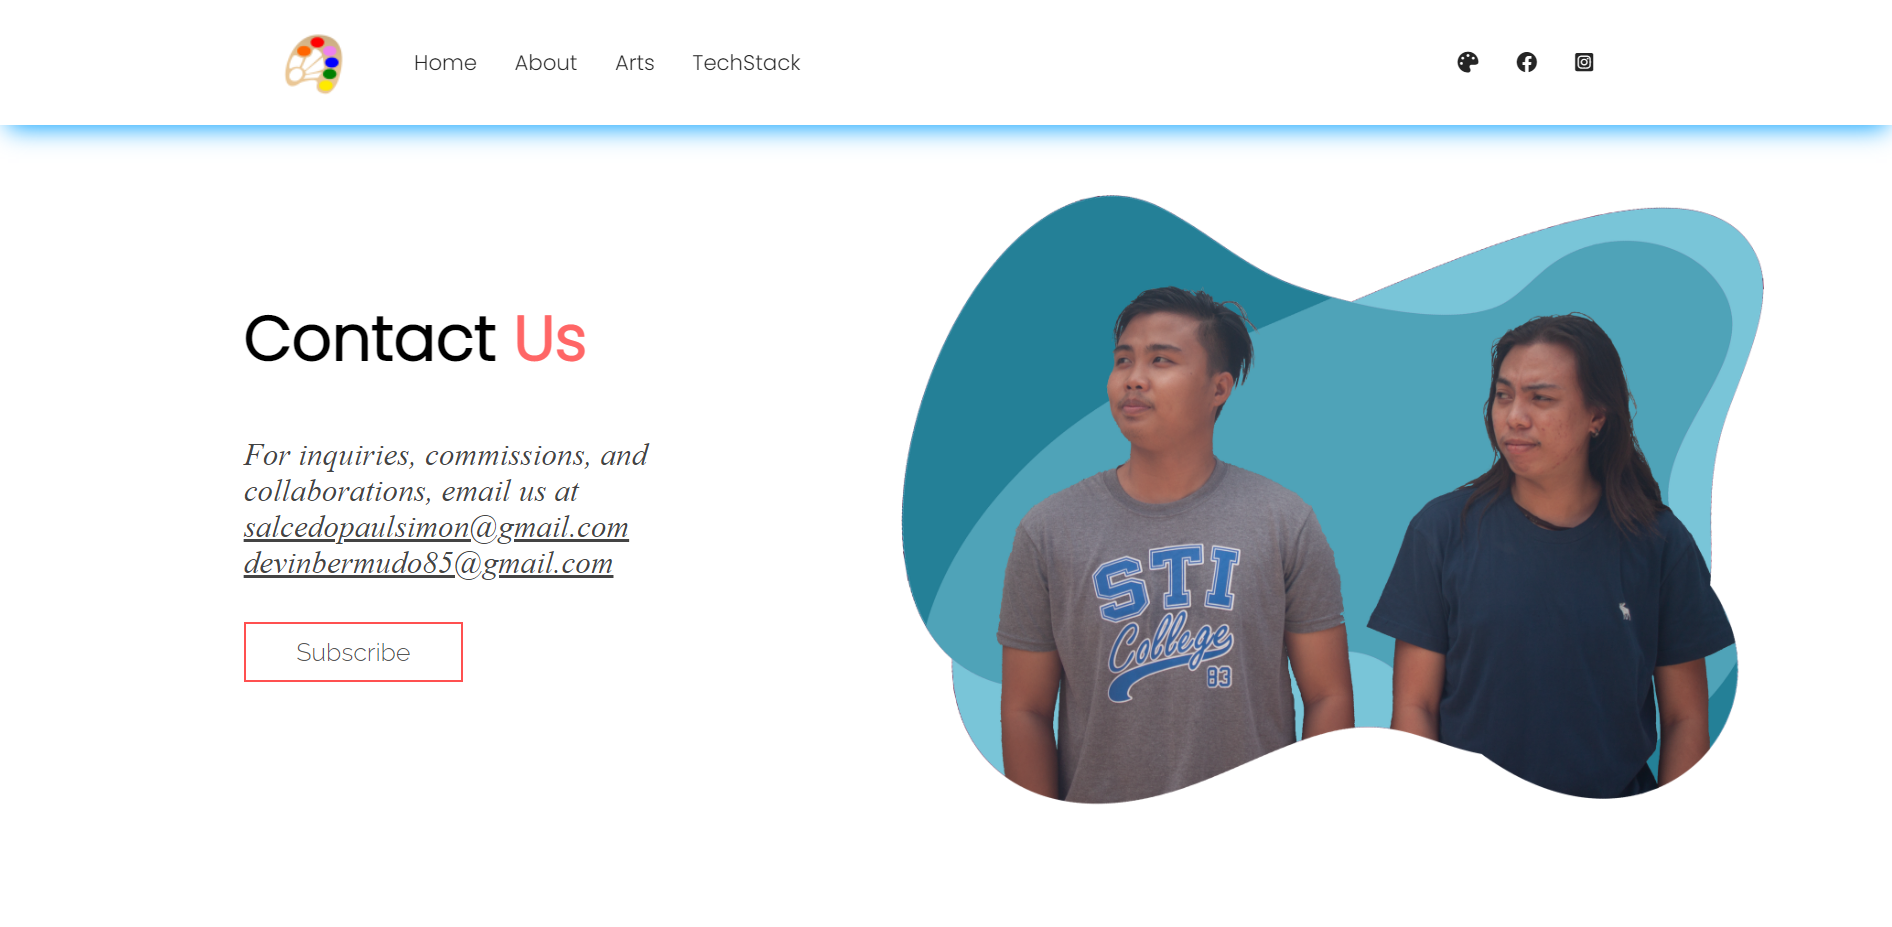 Home About Arts TechStack
Contact Us
For inquiries, commissions, and
collaborations, email us at
salcedopaulsimon@gmail.com
devinbermudo85@gmail.com
Subscribe
STI
College
83